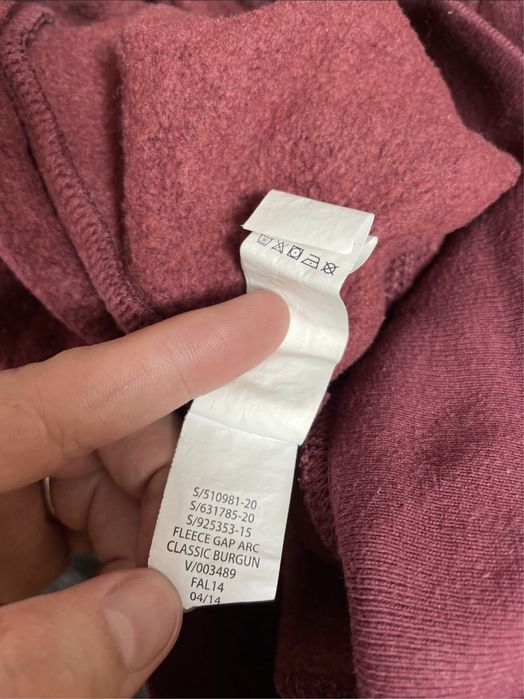 S/510981-20
S/631785-20
S/925353-15
FLEECE GAP ARC
CLASSIC BURGUN
V/003489
FAL14
04/14